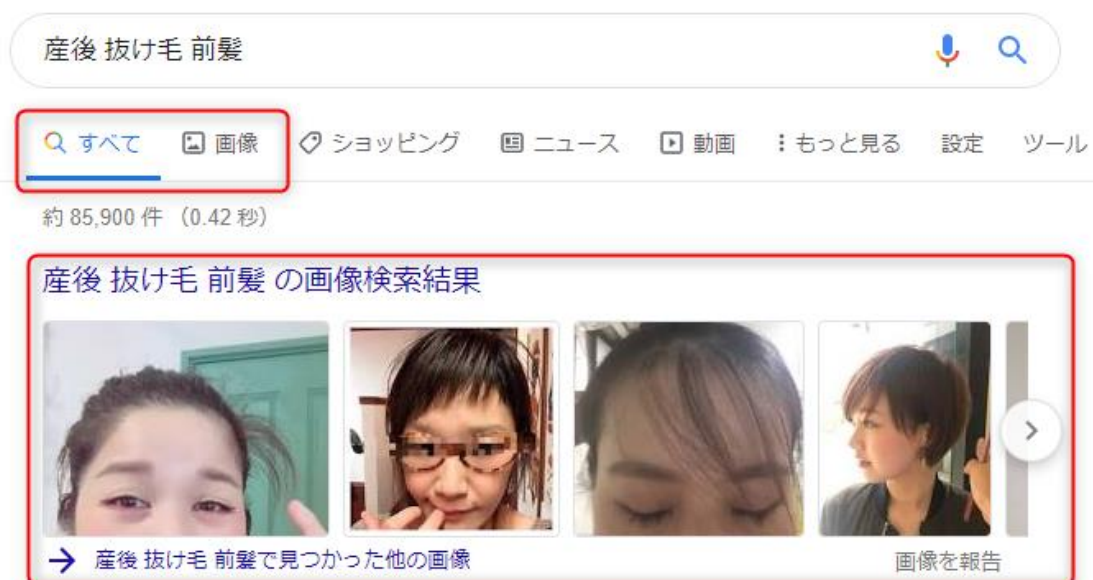 産後 抜け毛 前髪
すべて 画像 ショッピング ニュース 動画 もっと見る 設定 ツール
約 85,900 件 （0.42 秒）
産後 抜け毛 前髪 の画像検索結果
産後 抜け毛 前髪で見つかった他の画像 画像を報告